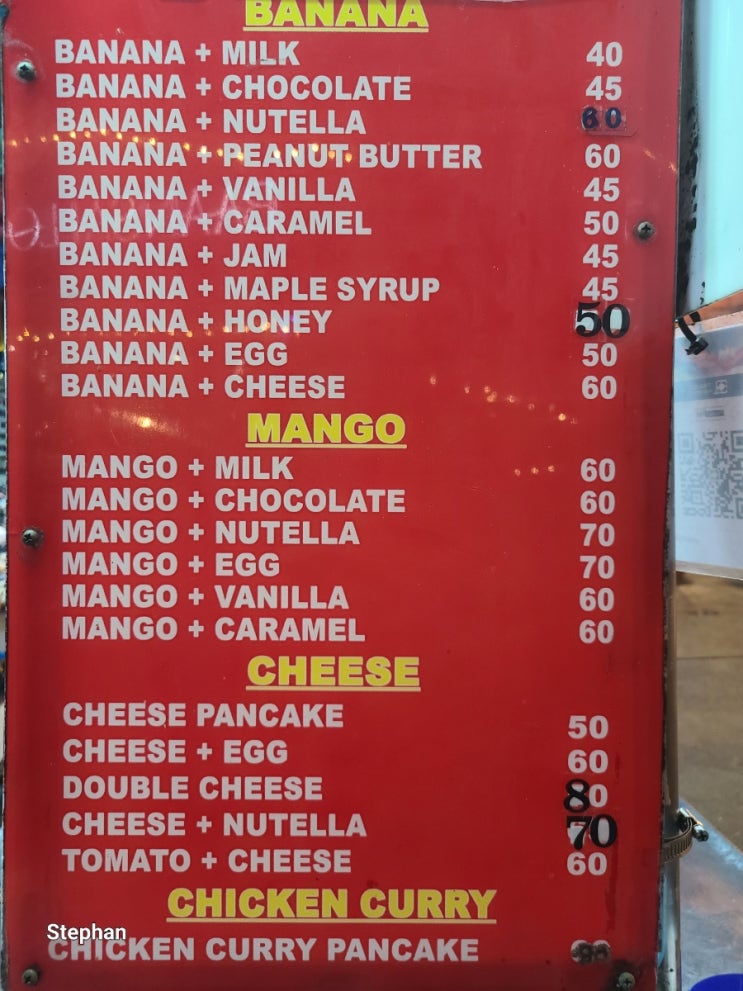 BANANA
BANANA + MILK 40
BANANA + CHOCOLATE 45
BANANA + NUTELLA 60
BANANA + PEANUT BUTTER 60
BANANA + VANILLA 45
BANANA + CARAMEL 50
BANANA + JAM 45
BANANA + MAPLE SYRUP 45
BANANA + HONEY 50
BANANA + EGG 50
BANANA + CHEESE 60
MANGO
MANGO + MILK 60
MANGO + CHOCOLATE 60
MANGO + NUTELLA 70
MANGO + EGG 70
MANGO + VANILLA 60
MANGO + CARAMEL 60
CHEESE
CHEESE PANCAKE 50
CHEESE + EGG 60
DOUBLE CHEESE 80
CHEESE + NUTELLA 70
TOMATO + CHEESE 60
CHICKEN CURRY
Stephan
CHICKEN CURRY PANCAKE